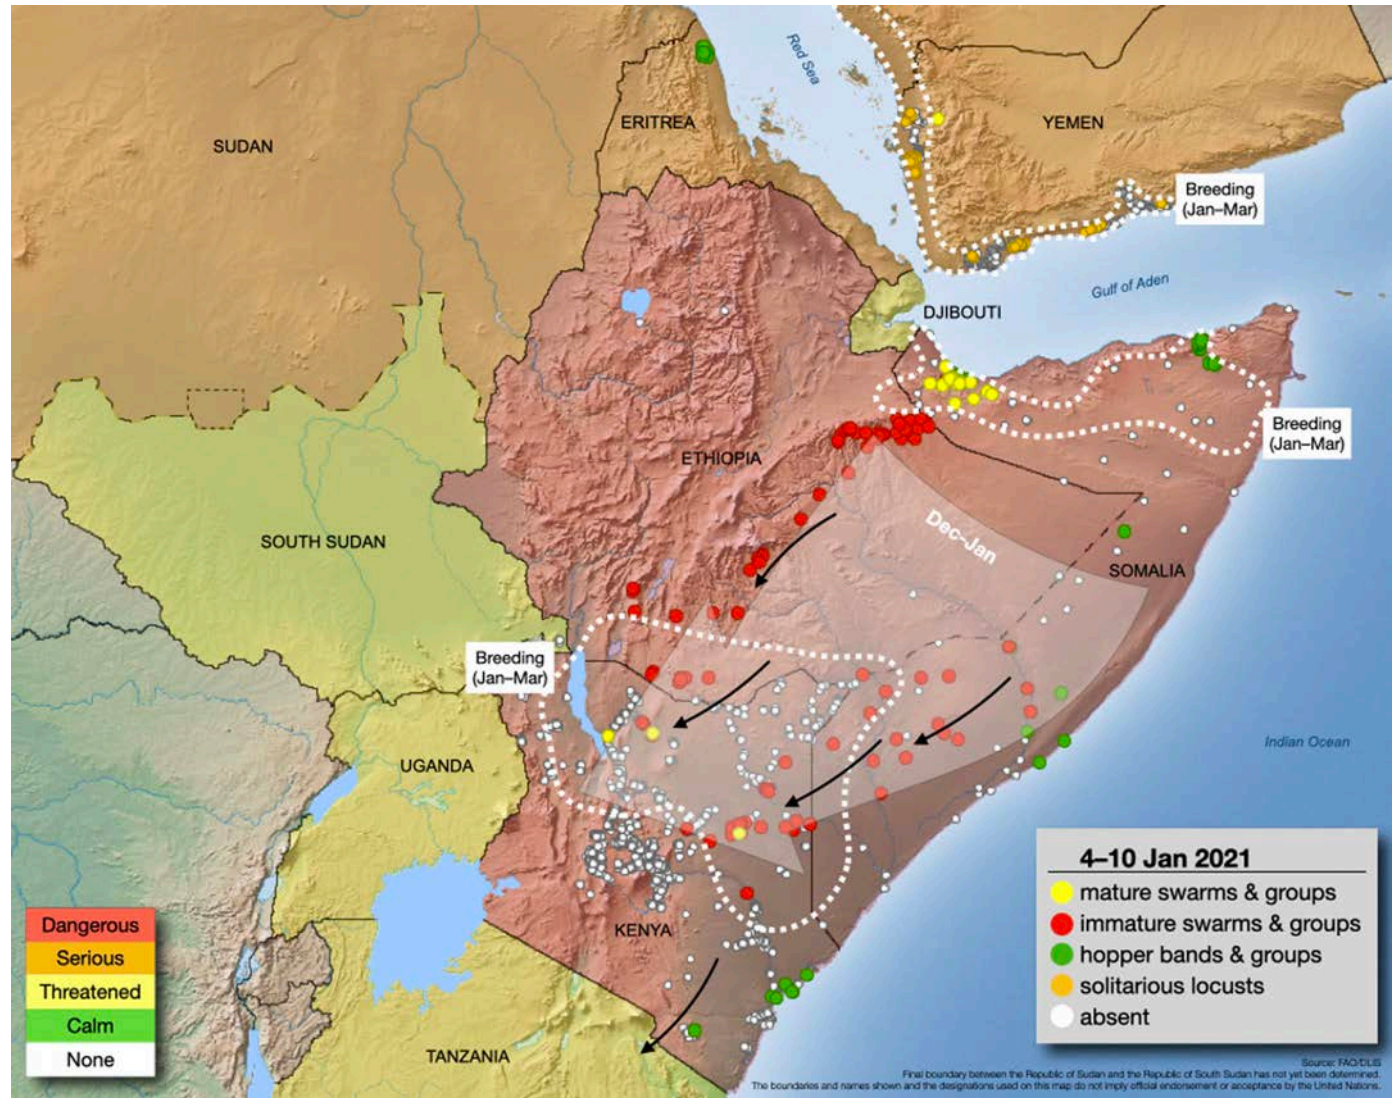 Red Sea
ERITREA
YEMEN
SUDAN
Breeding
(Jan–Mar)
Gulf of Aden
DJIBOUTI
Breeding
(Jan–Mar)
ETHIOPIA
Dec-Jan
SOUTH SUDAN
SOMALIA
Breeding
(Jan–Mar)
Indian Ocean
UGANDA
KENYA
TANZANIA
Dangerous
Serious
Threatened
Calm
None
4–10 Jan 2021
mature swarms & groups
immature swarms & groups
hopper bands & groups
solitarious locusts
absent
Source: FAO/DLIS
Final boundary between the Republic of Sudan and the Republic of South Sudan has not yet been determined.
The boundaries and names shown and the designations used on this map do not imply official endorsement or acceptance by the United Nations.